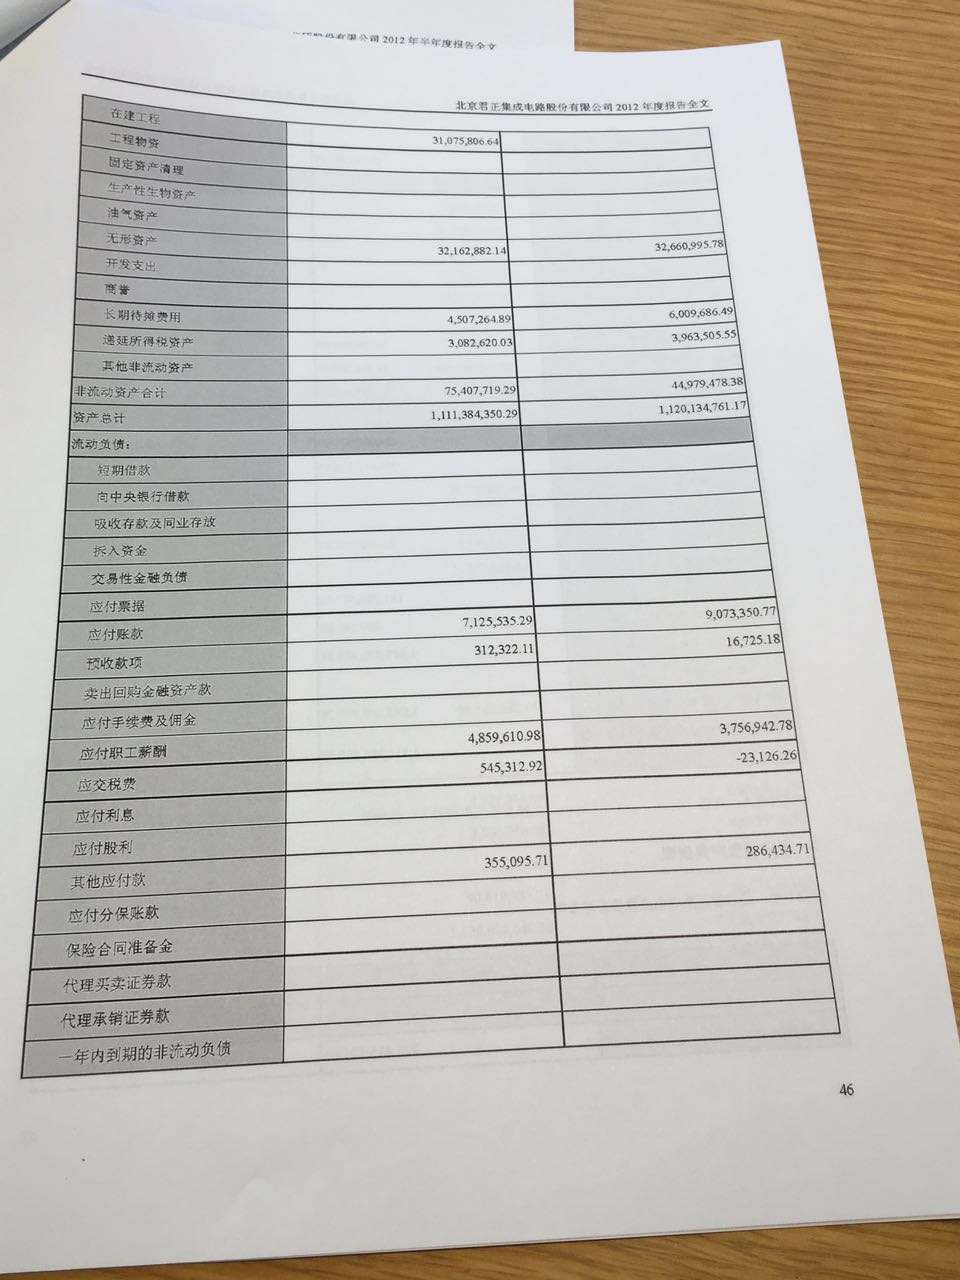 股份有限公司 2012 年半年度报告全文
北京君正集成电路股份有限公司 2012 年度报告全文
在建工程 31,075,806.64
工程物资
固定资产清理
生产性生物资产
油气资产
无形资产 32,162,882.14 32,660,995.78
开发支出
商誉
长期待摊费用 4,507,264.89 6,009,686.49
递延所得税资产 3,082,620.03 3,963,505.55
其他非流动资产
非流动资产合计 75,407,719.29 44,979,478.38
资产总计 1,111,384,350.29 1,120,134,761.17
流动负债：
短期借款
向中央银行借款
吸收存款及同业存放
拆入资金
交易性金融负债
应付票据
应付账款 7,125,535.29 9,073,350.77
预收款项 312,322.11 16,725.18
卖出回购金融资产款
应付手续费及佣金
应付职工薪酬 4,859,610.98 3,756,942.78
应交税费 545,312.92 -23,126.26
应付利息
应付股利
其他应付款 355,095.71 286,434.71
应付分保账款
保险合同准备金
代理买卖证券款
代理承销证券款
一年内到期的非流动负债
46